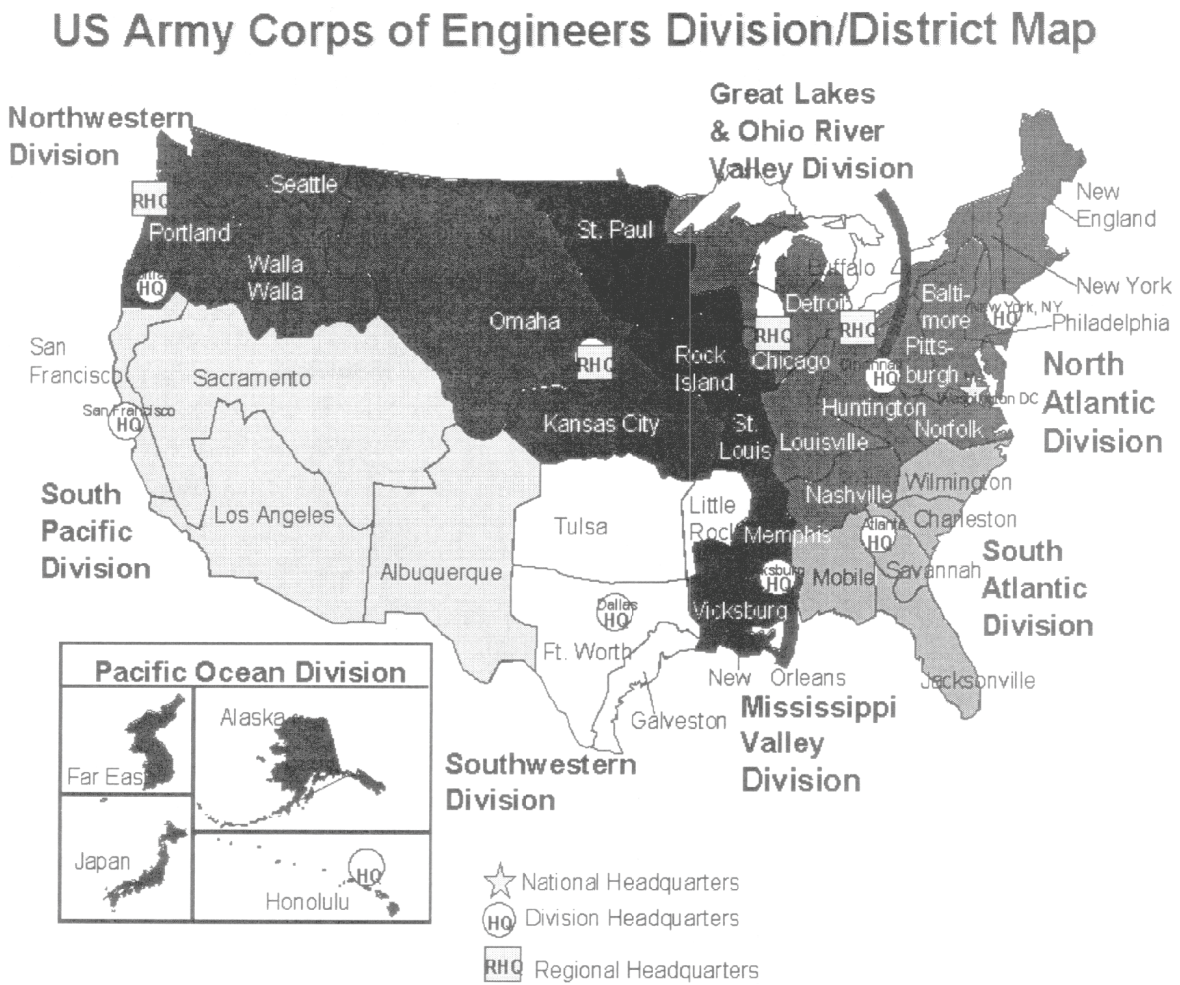 US Army Corps of Engineers Division/District Map
Great Lakes
& Ohio River
Valley Division
Northwestern
Division
Seattle
RHQ
Portland
St. Paul
New
England
Walla
Walla
HQ
Buffalo
Detroit
Balti-
more
New York
New York, NY
HQ
Philadelphia
Omaha
RHQ
RHQ
RHQ
Chicago
Pitts-
burgh
HQ
San
Francisco
Sacramento
Rock
Island
North
Atlantic
Division
Washington DC
San Francisco
HQ
Kansas City
St.
Louis
Huntington
Norfolk
Louisville
South
Pacific
Division
Los Angeles
Nashville
Wilmington
Little
Rock
Memphis
Atlanta
HQ
Charleston
Tulsa
Albuquerque
HQ
Mobile
Savannah
South
Atlantic
Division
Dallas
HQ
Vicksburg
Ft. Worth
New Orleans
Jacksonville
Galveston
Mississippi
Valley
Division
Southwestern
Division
Pacific Ocean Division
Alaska
Far East
Japan
HQ
Honolulu
National Headquarters
HQ Division Headquarters
RHQ Regional Headquarters